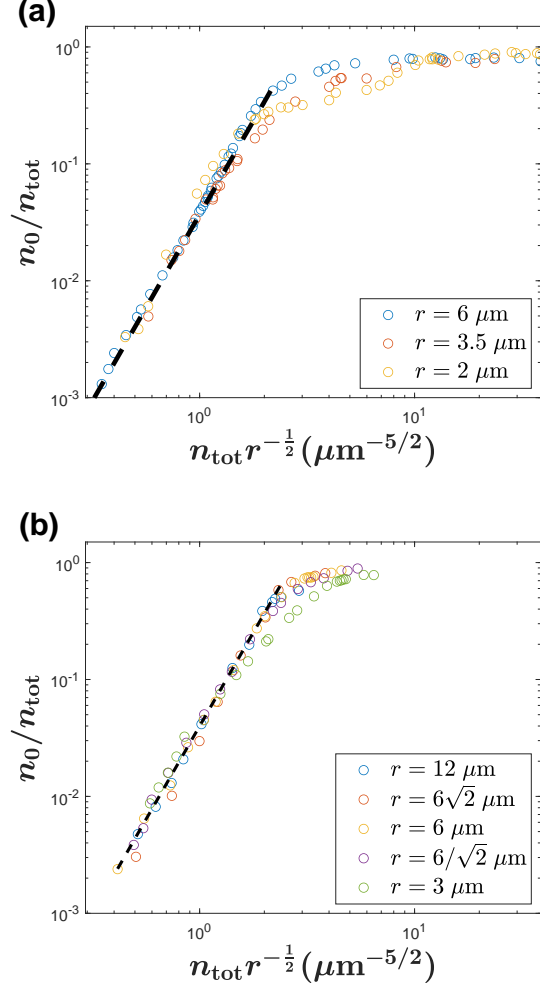 (a)
10^0
10^-1
10^-2
10^-3
n_0/n_tot
r = 6 μm
r = 3.5 μm
r = 2 μm
10^0
10^1
n_tot r^{-1/2} (μm^{-5/2})
(b)
10^0
10^-1
10^-2
10^-3
n_0/n_tot
r = 12 μm
r = 6√2 μm
r = 6 μm
r = 6/√2 μm
r = 3 μm
10^0
10^1
n_tot r^{-1/2} (μm^{-5/2})